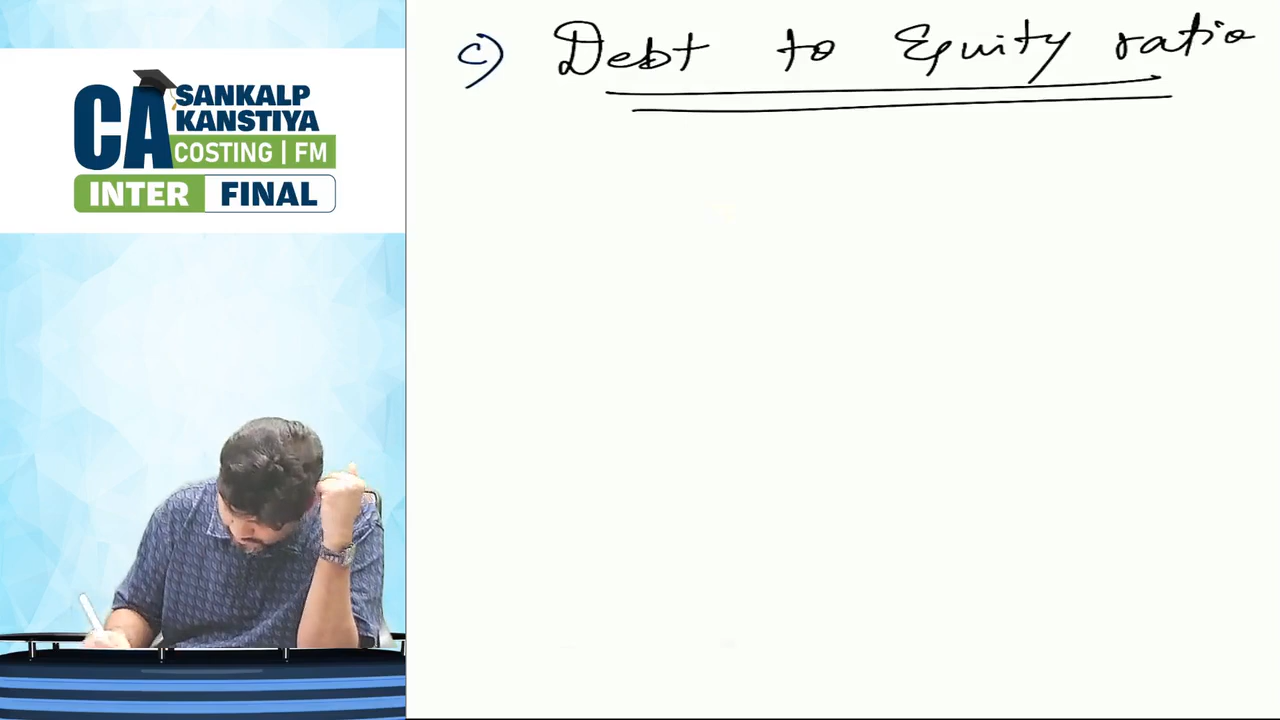 CA SANKALP
KANSTIYA
COSTING | FM
INTER FINAL
c) Debt to Equity ratio